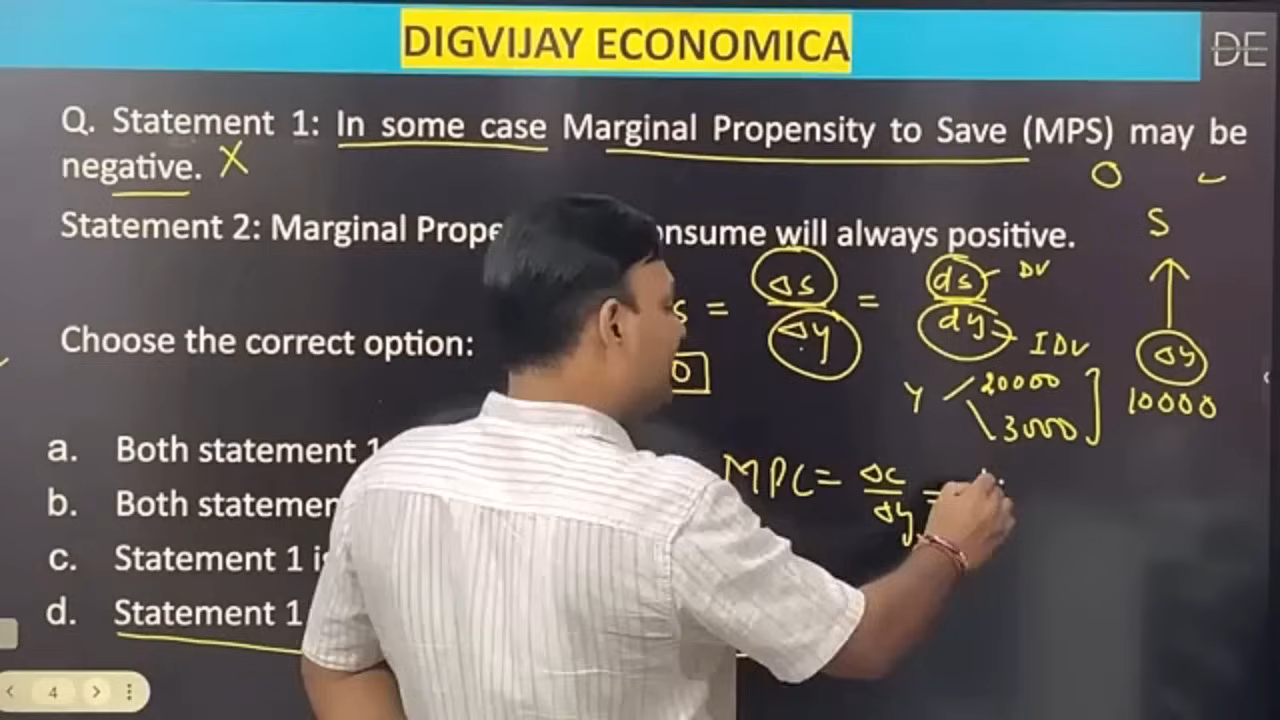 DIGVIJAY ECONOMICA
DE
Q. Statement 1: In some case Marginal Propensity to Save (MPS) may be
negative. X
O
S
Statement 2: Marginal Prope onsume will always positive.
s = Δs / Δy = ds / dy
DV
IDV
Δy
10000
Choose the correct option:
0
Y 20000
3000
a. Both statement 1
MPC = Δc / Δy =
b. Both statemen
c. Statement 1 i
d. Statement 1
4